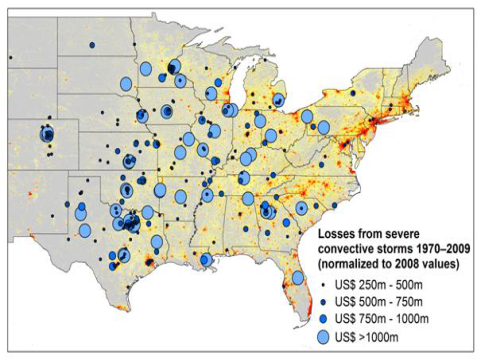 Losses from severe
convective storms 1970–2009
(normalized to 2008 values)
US$ 250m - 500m
US$ 500m - 750m
US$ 750m - 1000m
US$ >1000m